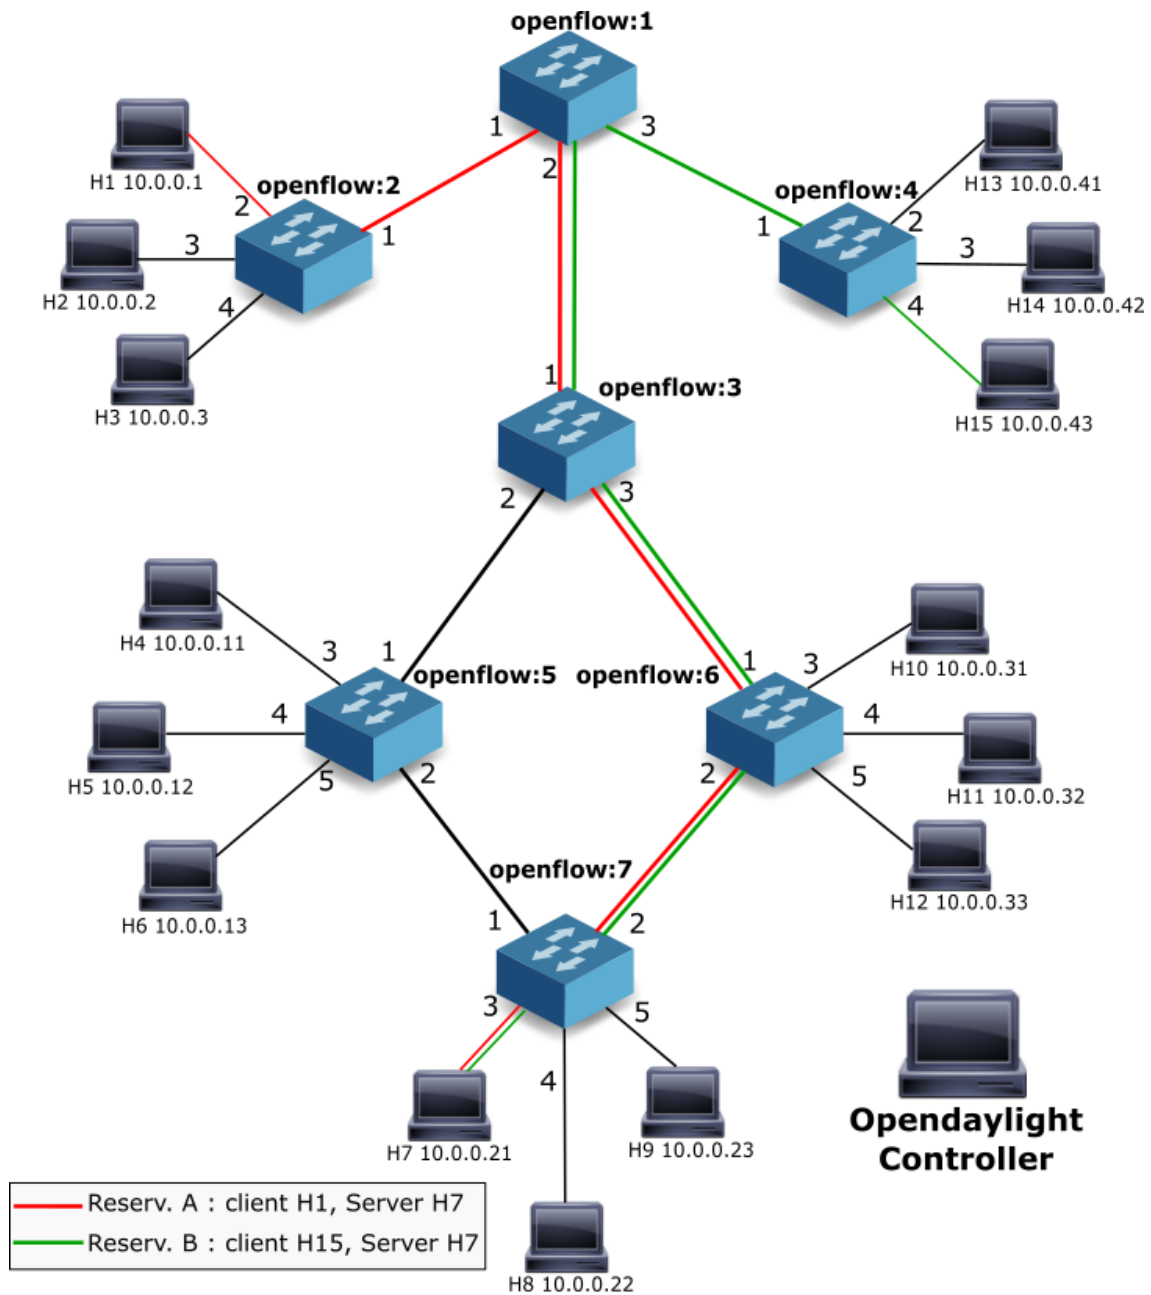 openflow:1
1
3
2
H1 10.0.0.1
openflow:2
2
1
3
H2 10.0.0.2
4
H3 10.0.0.3
openflow:4
H13 10.0.0.41
1
2
3
H14 10.0.0.42
4
H15 10.0.0.43
1
openflow:3
2
3
H4 10.0.0.11
3
1
openflow:5
4
H5 10.0.0.12
5
2
H6 10.0.0.13
openflow:6
1
3
H10 10.0.0.31
4
H11 10.0.0.32
2
5
H12 10.0.0.33
openflow:7
1
2
3
5
4
H7 10.0.0.21
H9 10.0.0.23
H8 10.0.0.22
Opendaylight
Controller
Reserv. A : client H1, Server H7
Reserv. B : client H15, Server H7